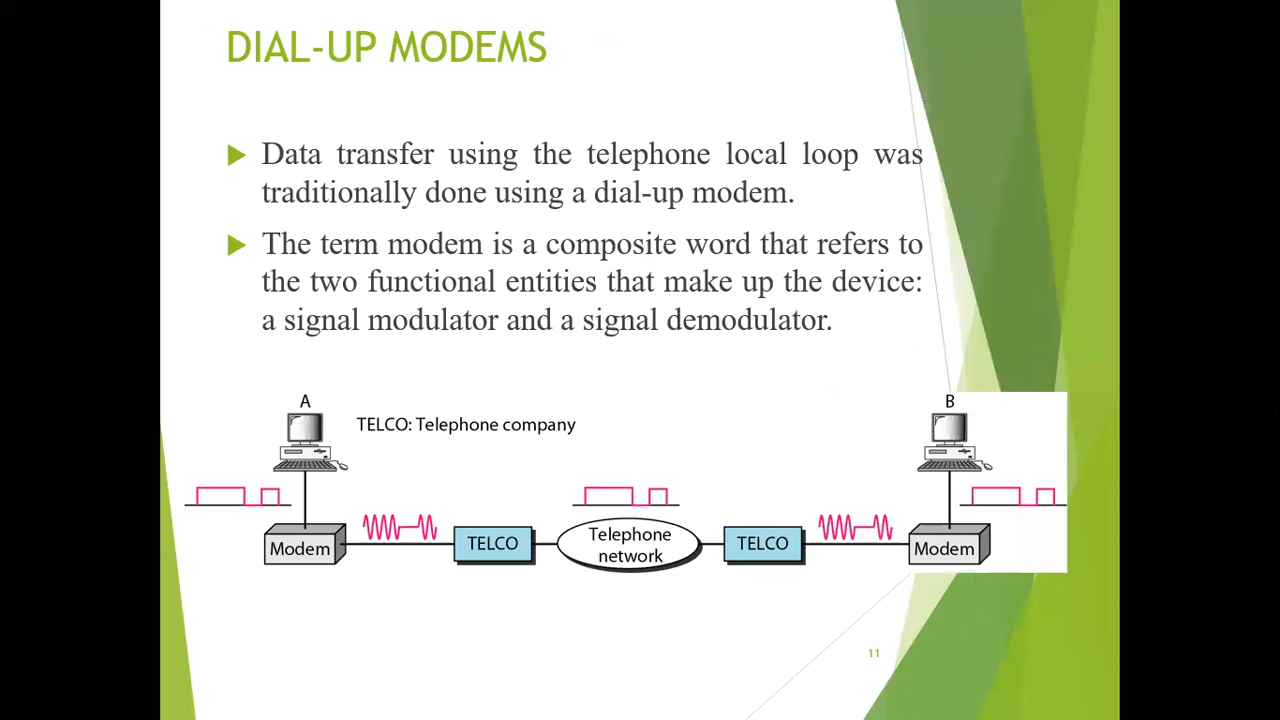 DIAL-UP MODEMS
Data transfer using the telephone local loop was
traditionally done using a dial-up modem.
The term modem is a composite word that refers to
the two functional entities that make up the device:
a signal modulator and a signal demodulator.
A
B
TELCO: Telephone company
Modem
TELCO
Telephone
network
TELCO
Modem
11